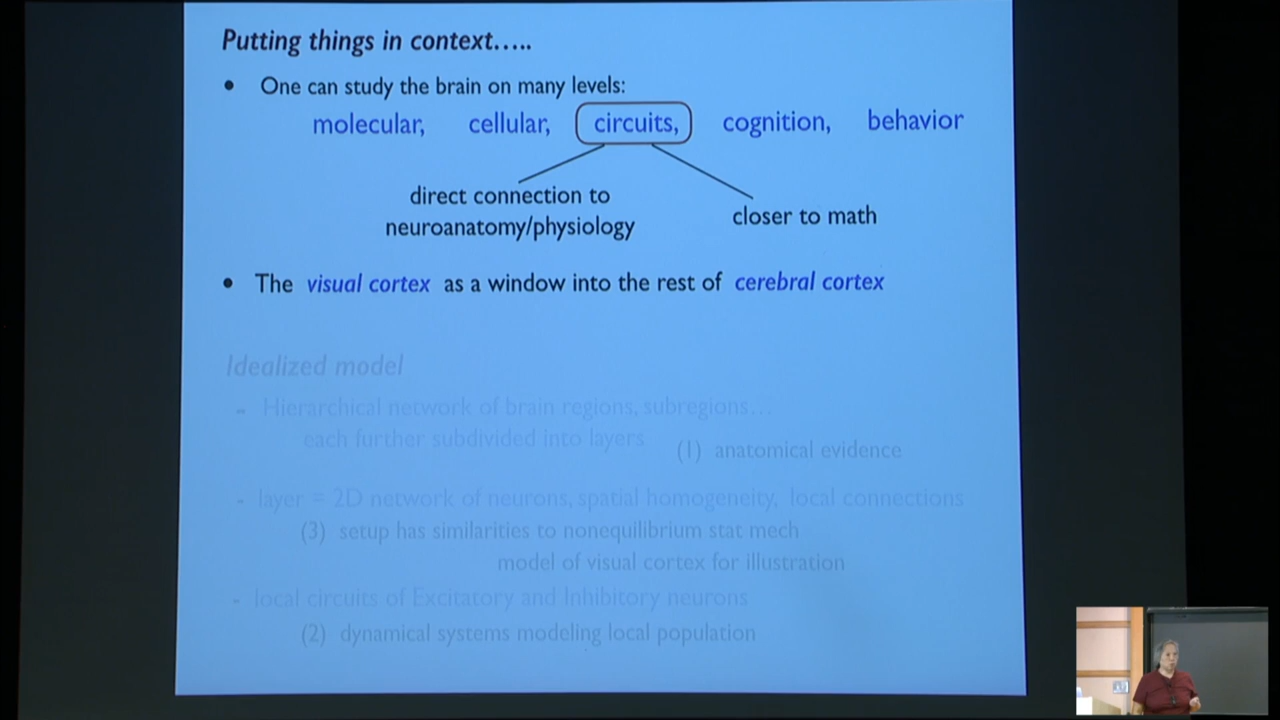 Putting things in context.....
• One can study the brain on many levels:
molecular, cellular, circuits, cognition, behavior
direct connection to
neuroanatomy/physiology
closer to math
• The visual cortex as a window into the rest of cerebral cortex
Idealized model
- Hierarchical network of brain regions, subregions...
each further subdivided into layers
(1) anatomical evidence
- layer = 2D network of neurons, spatial homogeneity, local connections
(3) setup has similarities to nonequilibrium stat mech
model of visual cortex for illustration
- local circuits of Excitatory and Inhibitory neurons
(2) dynamical systems modeling local population